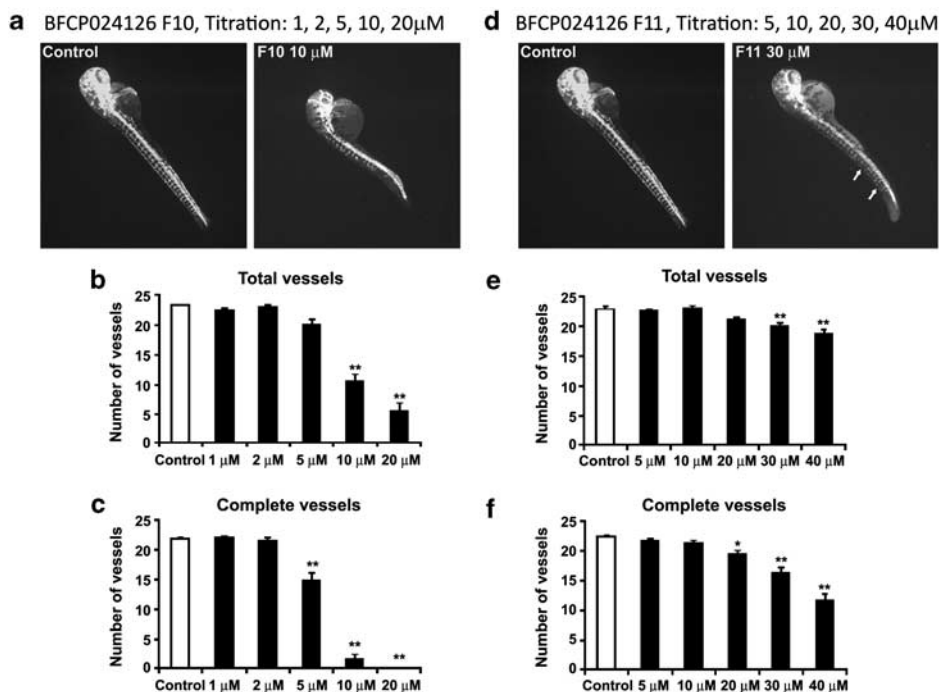 a BFCP024126 F10, Titration: 1, 2, 5, 10, 20μM
Control
F10 10 μM
b
Total vessels
Number of vessels
25
20
15
10
5
0
**
**
Control 1 μM 2 μM 5 μM 10 μM 20 μM
c
Complete vessels
Number of vessels
25
20
15
10
5
0
**
**
**
Control 1 μM 2 μM 5 μM 10 μM 20 μM
d BFCP024126 F11, Titration: 5, 10, 20, 30, 40μM
Control
F11 30 μM
e
Total vessels
Number of vessels
25
20
15
10
5
0
**
**
Control 5 μM 10 μM 20 μM 30 μM 40 μM
f
Complete vessels
Number of vessels
25
20
15
10
5
0
*
**
**
Control 5 μM 10 μM 20 μM 30 μM 40 μM